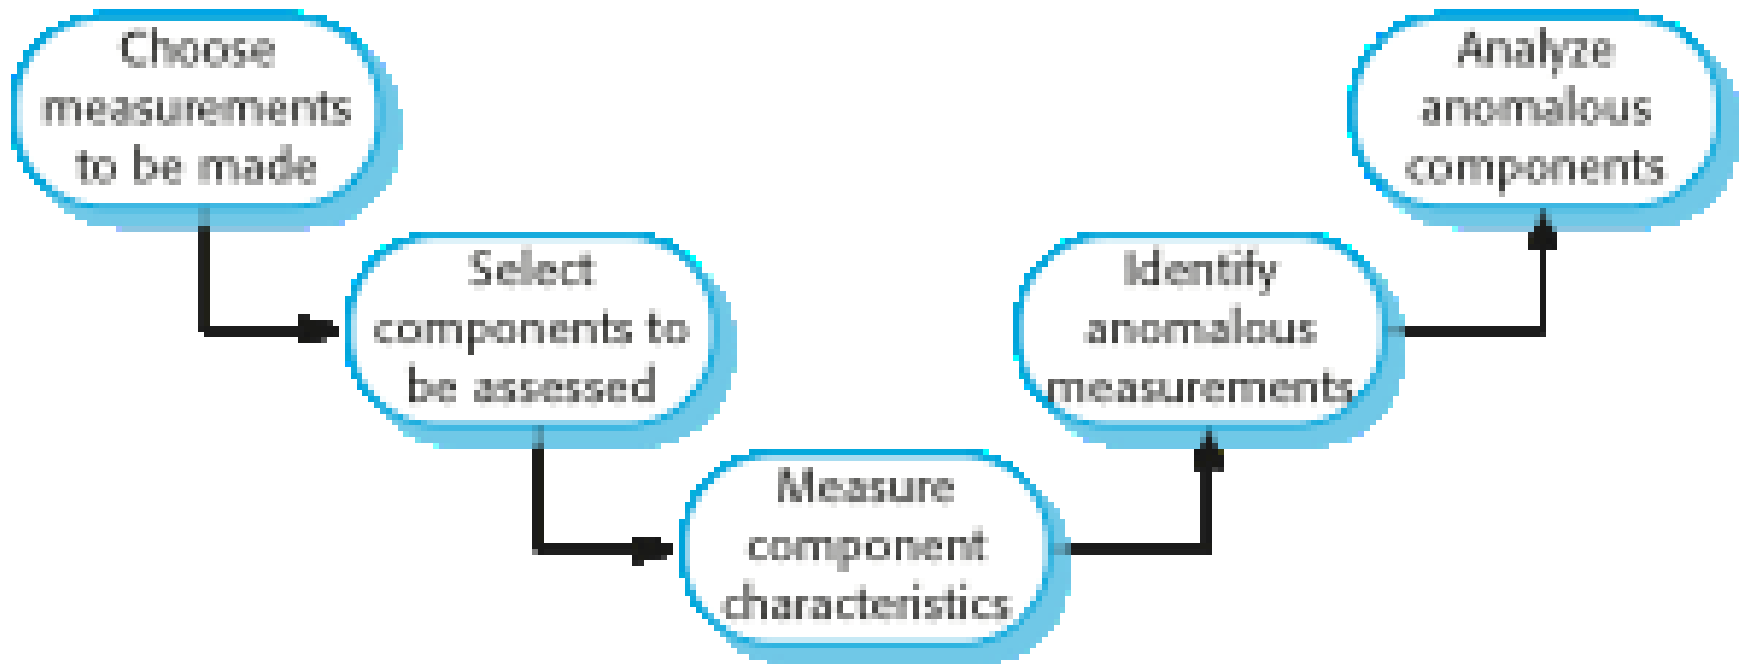 Choose
measurements
to be made
Select
components to
be assessed
Measure
component
characteristics
Identify
anomalous
measurements
Analyze
anomalous
components